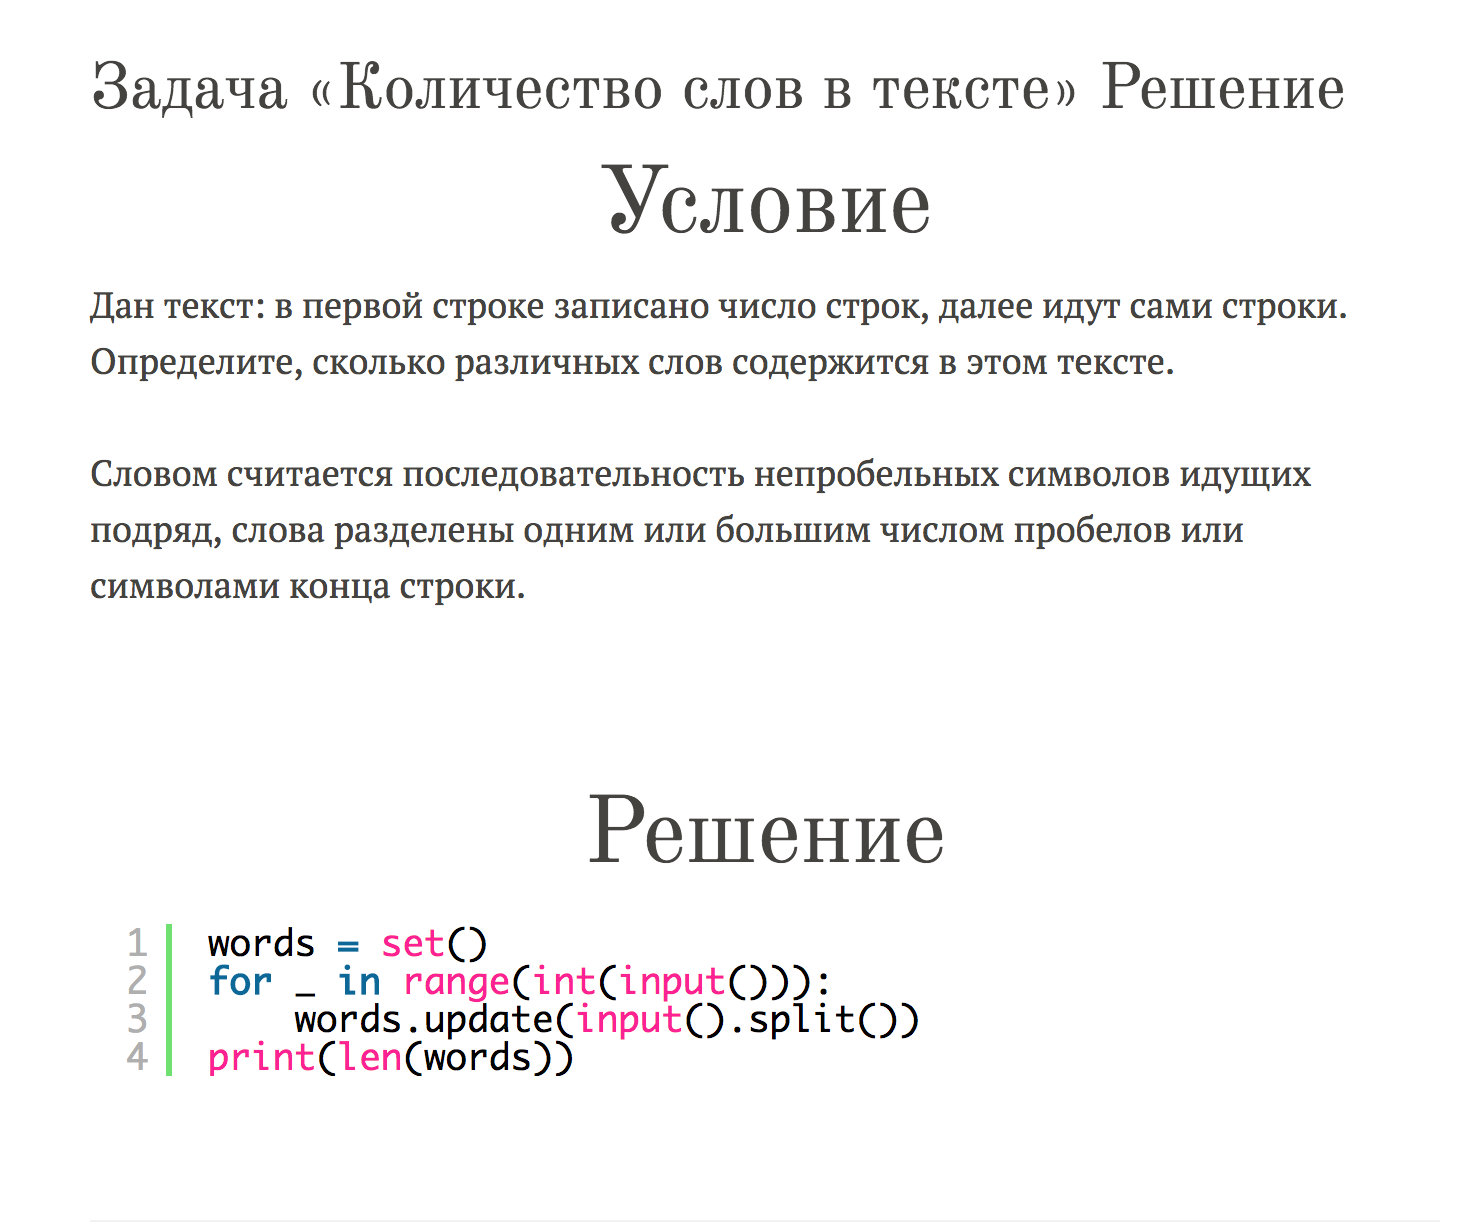 Задача «Количество слов в тексте» Решение
Условие
Дан текст: в первой строке записано число строк, далее идут сами строки.
Определите, сколько различных слов содержится в этом тексте.
Словом считается последовательность непробельных символов идущих
подряд, слова разделены одним или большим числом пробелов или
символами конца строки.
Решение
1 words = set()
2 for _ in range(int(input())):
3     words.update(input().split())
4 print(len(words))